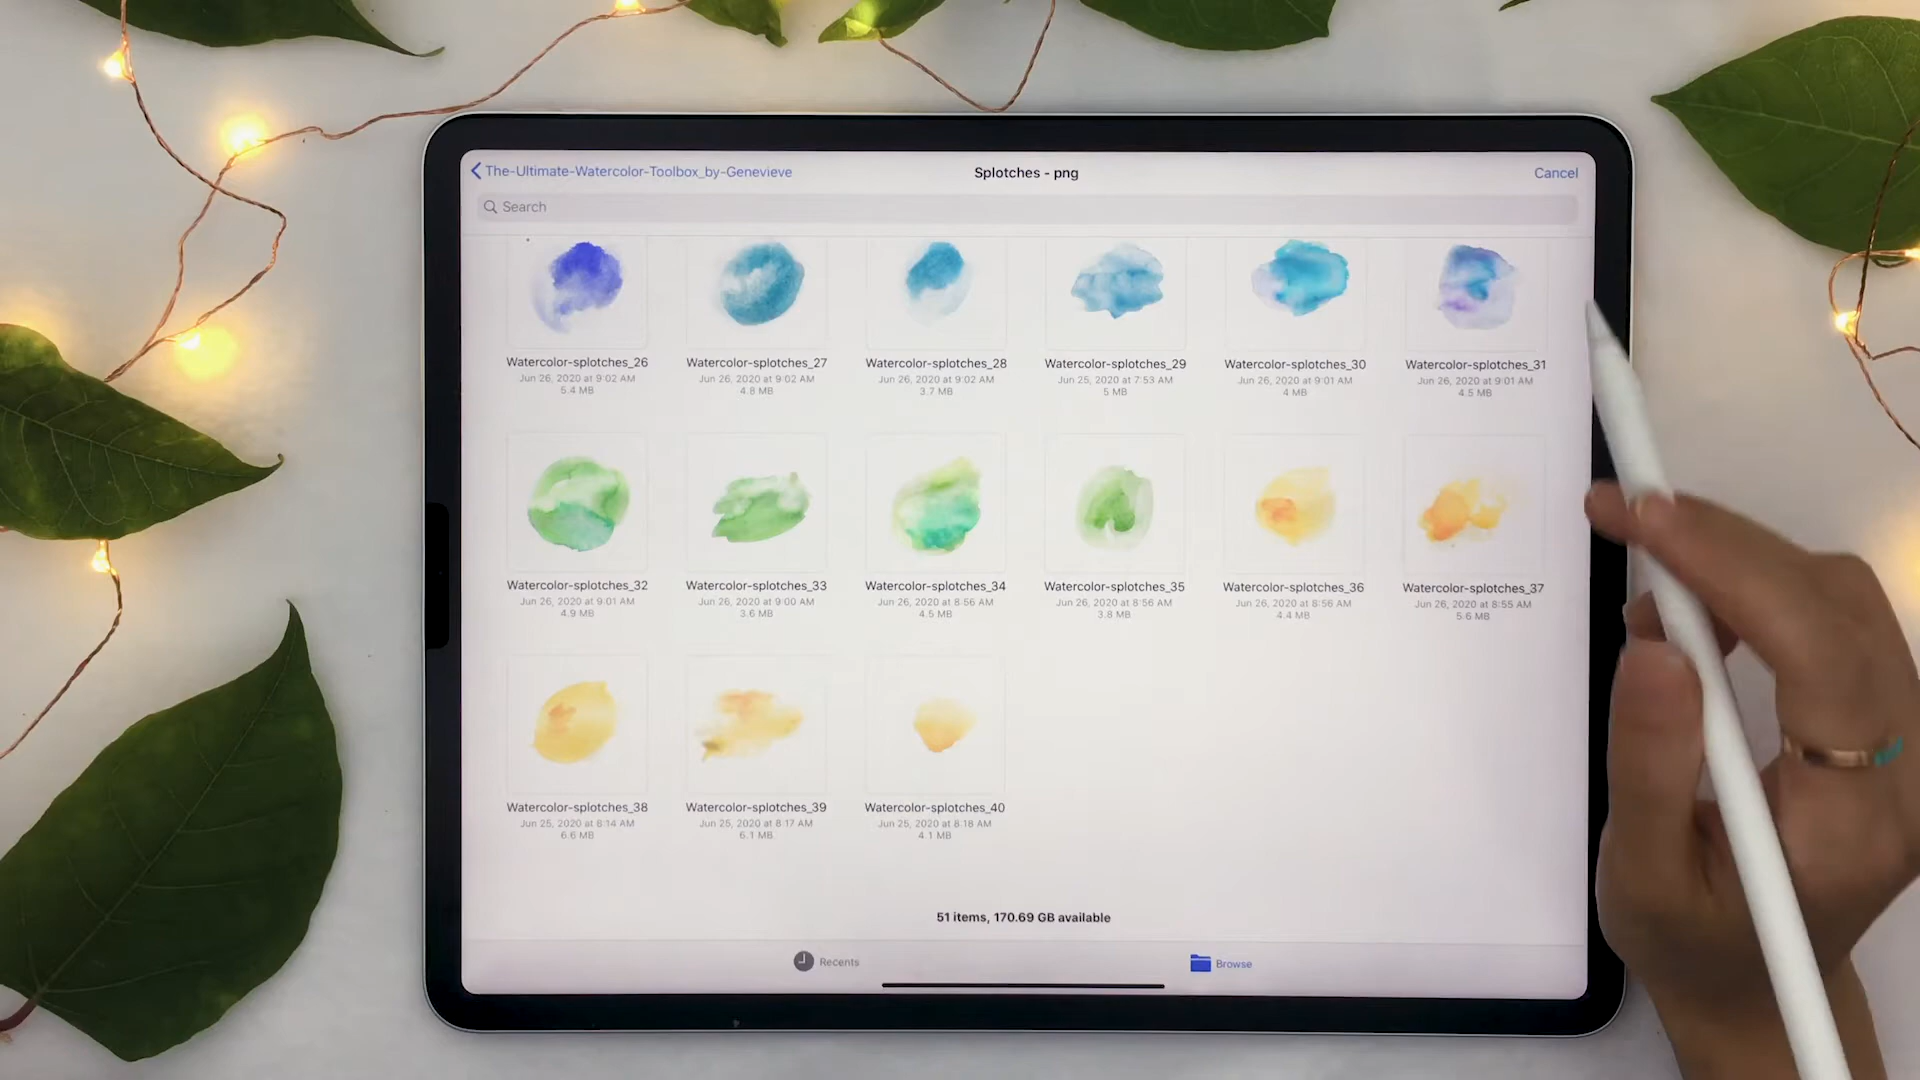 The-Ultimate-Watercolor-Toolbox_by-Genevieve
Splotches - png
Cancel
Search
Watercolor-splotches_26
Jun 26, 2020 at 9:02 AM
5.4 MB
Watercolor-splotches_27
Jun 26, 2020 at 9:02 AM
4.8 MB
Watercolor-splotches_28
Jun 26, 2020 at 9:02 AM
3.7 MB
Watercolor-splotches_29
Jun 25, 2020 at 7:53 AM
5 MB
Watercolor-splotches_30
Jun 26, 2020 at 9:01 AM
4 MB
Watercolor-splotches_31
Jun 26, 2020 at 9:01 AM
4.5 MB
Watercolor-splotches_32
Jun 26, 2020 at 9:01 AM
4.9 MB
Watercolor-splotches_33
Jun 26, 2020 at 9:00 AM
3.6 MB
Watercolor-splotches_34
Jun 26, 2020 at 8:56 AM
4.5 MB
Watercolor-splotches_35
Jun 26, 2020 at 8:56 AM
3.8 MB
Watercolor-splotches_36
Jun 26, 2020 at 8:56 AM
4.4 MB
Watercolor-splotches_37
Jun 26, 2020 at 8:55 AM
5.6 MB
Watercolor-splotches_38
Jun 25, 2020 at 8:14 AM
6.6 MB
Watercolor-splotches_39
Jun 25, 2020 at 8:17 AM
6.1 MB
Watercolor-splotches_40
Jun 25, 2020 at 8:18 AM
4.1 MB
51 items, 170.69 GB available
Recents
Browse